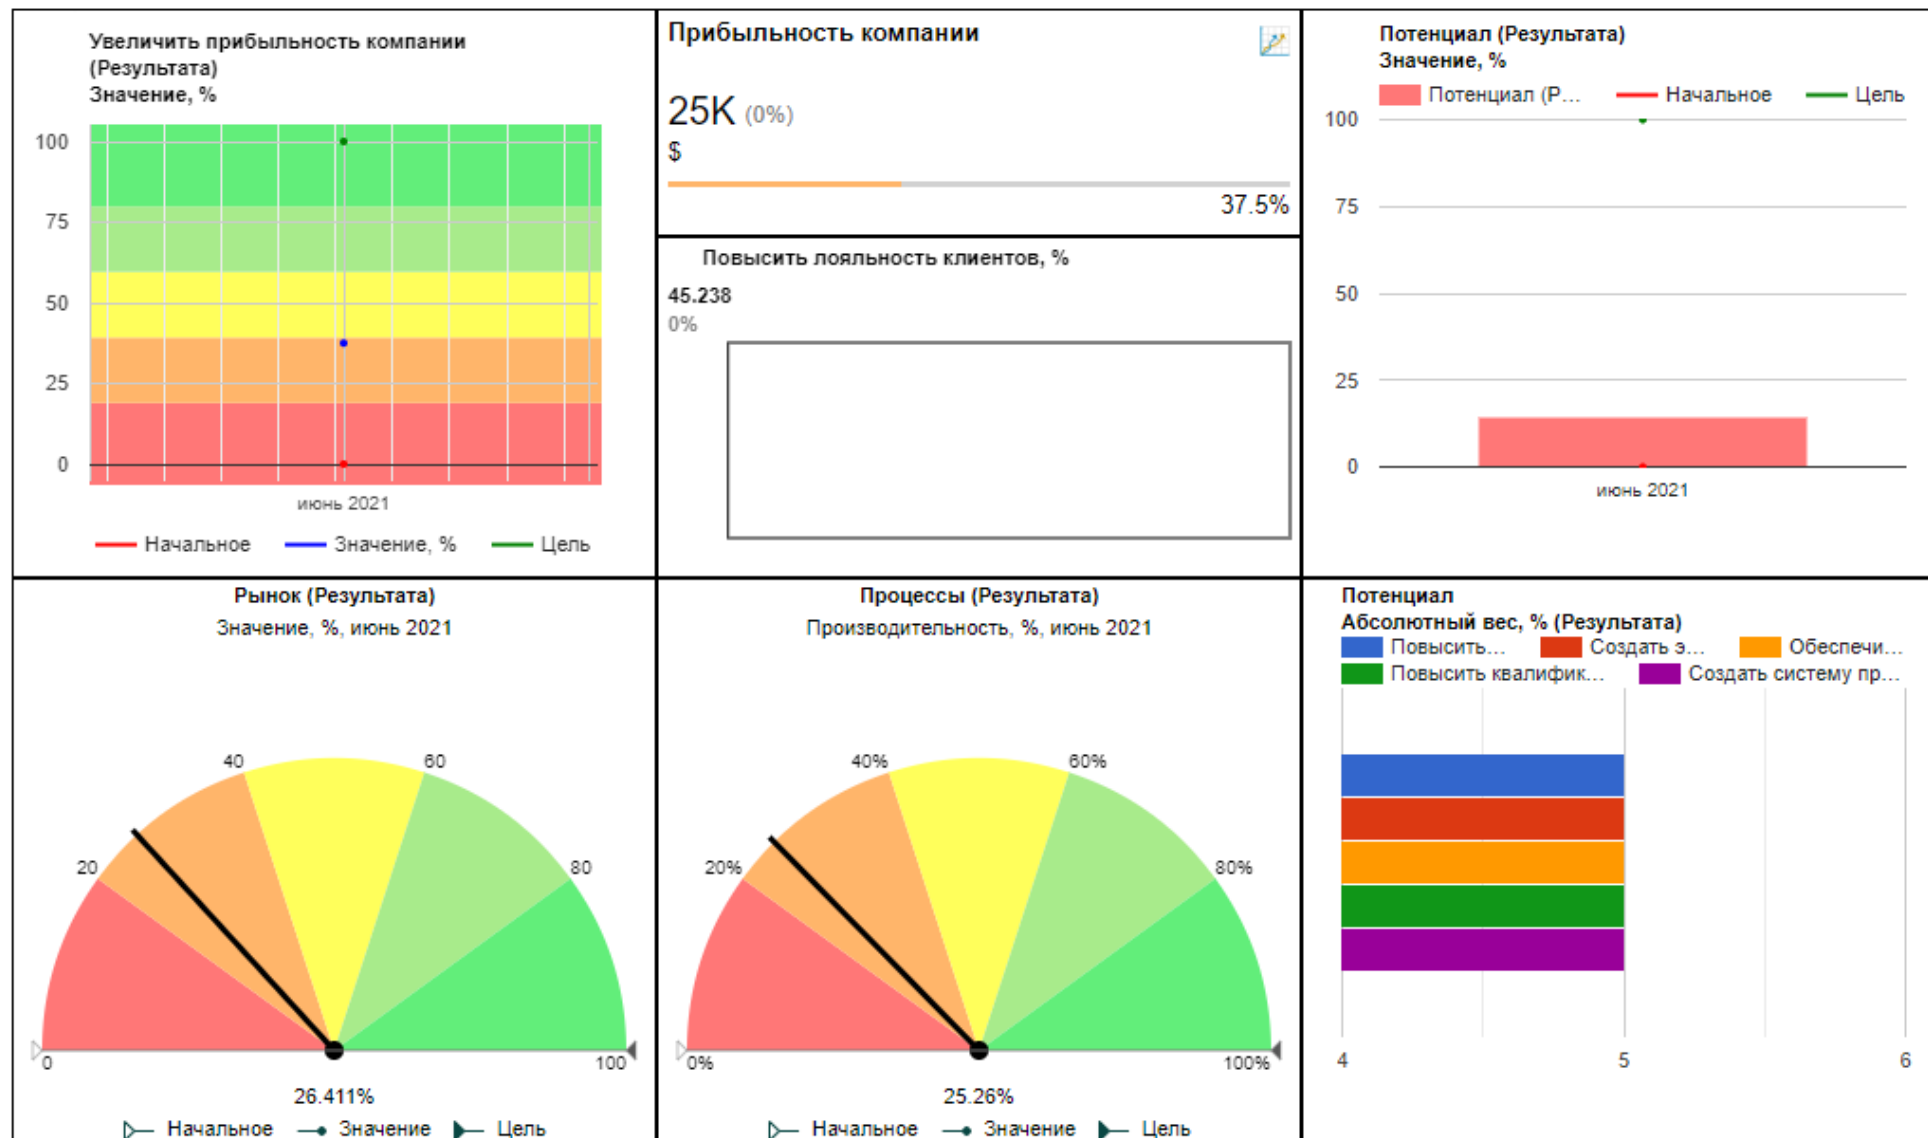 Увеличить прибыльность компании
(Результата)
Значение, %
100
75
50
25
0
июнь 2021
Начальное Значение, % Цель
Прибыльность компании
25K (0%)
$
37.5%
Повысить лояльность клиентов, %
45.238
0%
Потенциал (Результата)
Значение, %
Потенциал (Р... Начальное Цель
100
75
50
25
0
июнь 2021
Рынок (Результата)
Значение, %, июнь 2021
40 60
20 80
0 100
26.411%
Начальное Значение Цель
Процессы (Результата)
Производительность, %, июнь 2021
40% 60%
20% 80%
0% 100%
25.26%
Начальное Значение Цель
Потенциал
Абсолютный вес, % (Результата)
Повысить... Создать э... Обеспечи...
Повысить квалифик... Создать систему пр...
4 5 6